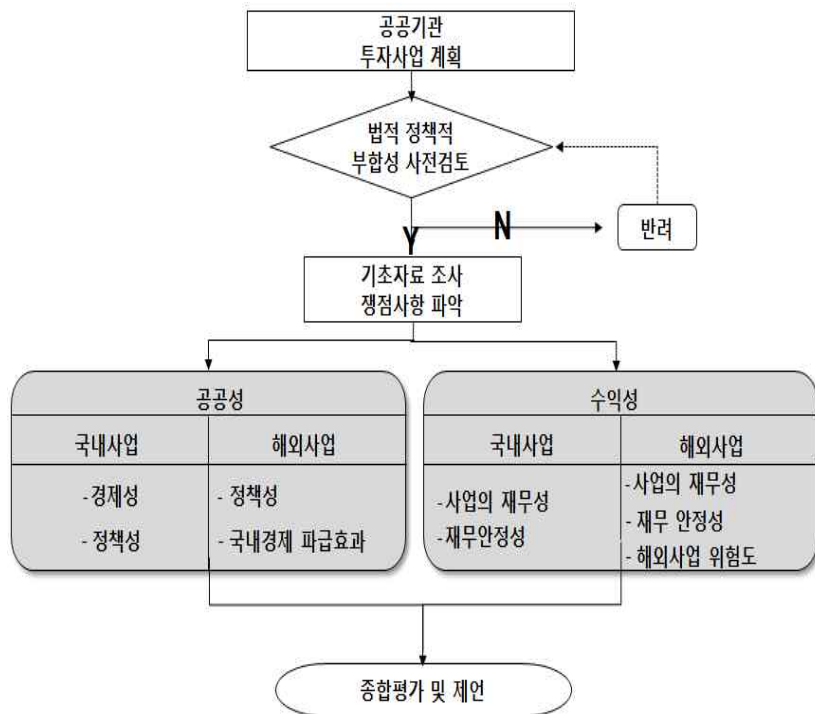 공공기관
투자사업 계획
법적 정책적
부합성 사전검토
N
반려
Y
기초자료 조사
쟁점사항 파악
공공성
국내사업
해외사업
-경제성
- 정책성
- 정책성
- 국내경제 파급효과
수익성
국내사업
해외사업
-사업의 재무성
-재무안정성
-사업의 재무성
- 재무 안정성
- 해외사업 위험도
종합평가 및 제언